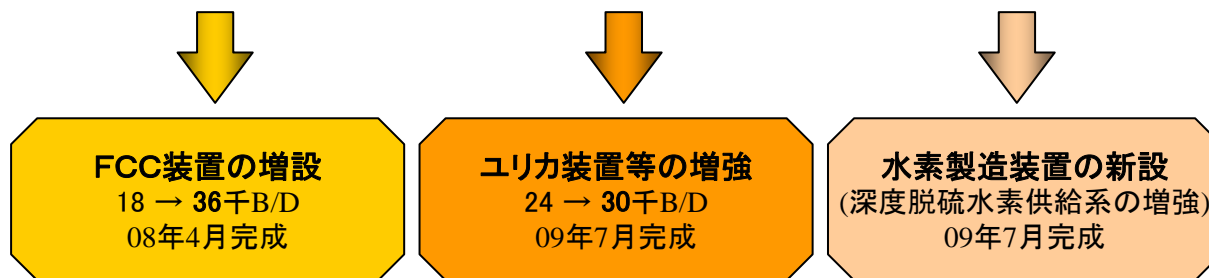 FCC装置の増設
18 → 36千B/D
08年4月完成
ユリカ装置等の増強
24 → 30千B/D
09年7月完成
水素製造装置の新設
(深度脱硫水素供給系の増強)
09年7月完成